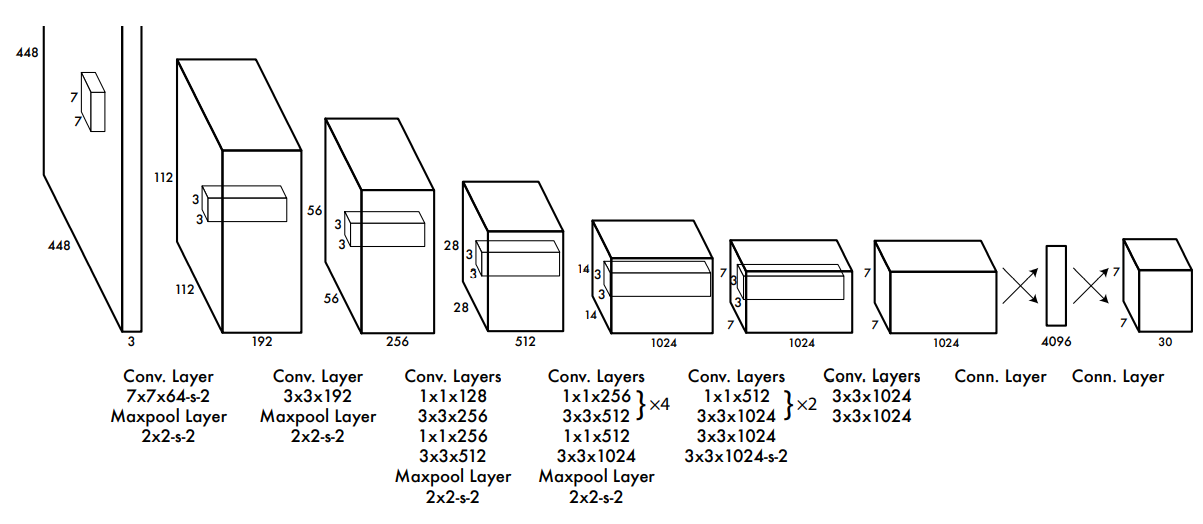 448
7
7
448
3
112
3
3
112
192
56
3
3
56
256
28
3
3
28
512
14
3
3
14
1024
7
3
3
7
1024
7
7
1024
4096
7
7
30
Conv. Layer
7x7x64-s-2
Maxpool Layer
2x2-s-2
Conv. Layer
3x3x192
Maxpool Layer
2x2-s-2
Conv. Layers
1x1x128
3x3x256
1x1x256
3x3x512
Maxpool Layer
2x2-s-2
Conv. Layers
1x1x256
3x3x512
} ×4
1x1x512
3x3x1024
Maxpool Layer
2x2-s-2
Conv. Layers
1x1x512
3x3x1024
} ×2
3x3x1024
3x3x1024-s-2
Conv. Layers
3x3x1024
3x3x1024
Conn. Layer
Conn. Layer